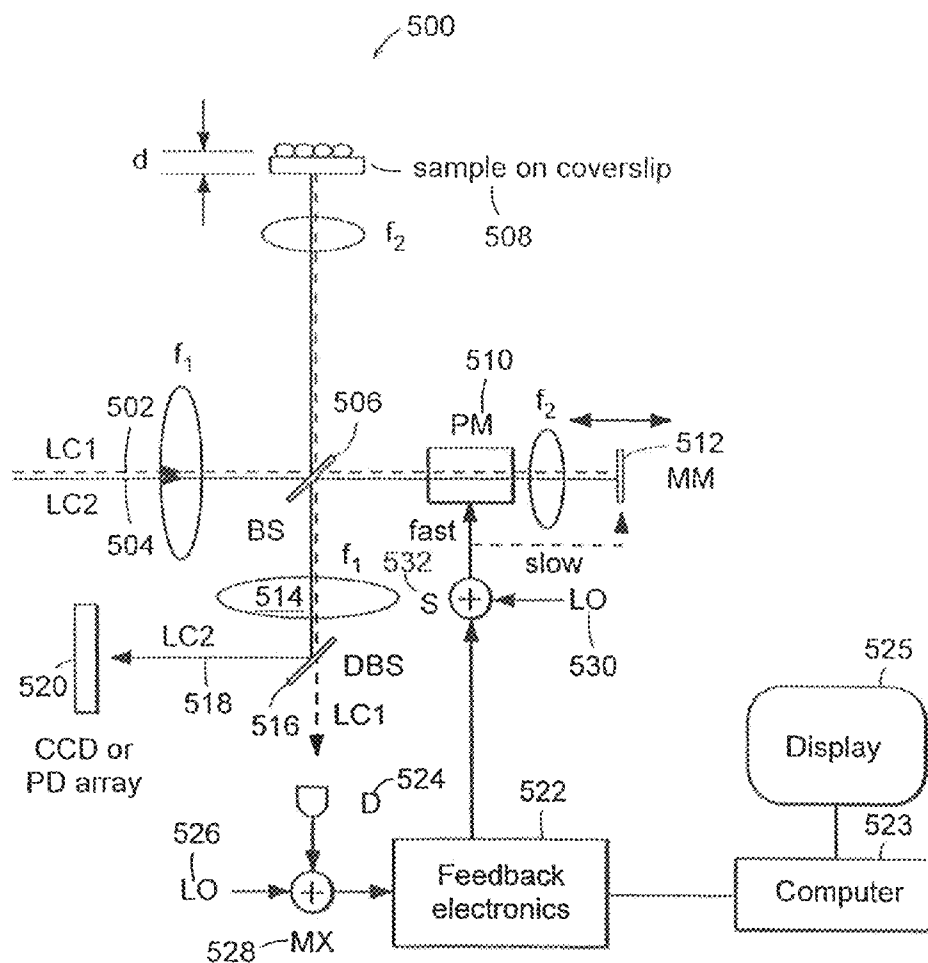 500
d
sample on coverslip
508
f2
f1
502
LC1
LC2
504
506
BS
510
PM
f2
512
MM
fast
slow
532
S
LO
530
f1
514
LC2
DBS
520
518
516
LC1
CCD or
PD array
D
524
522
525
Display
523
526
LO
Feedback
electronics
Computer
528
MX